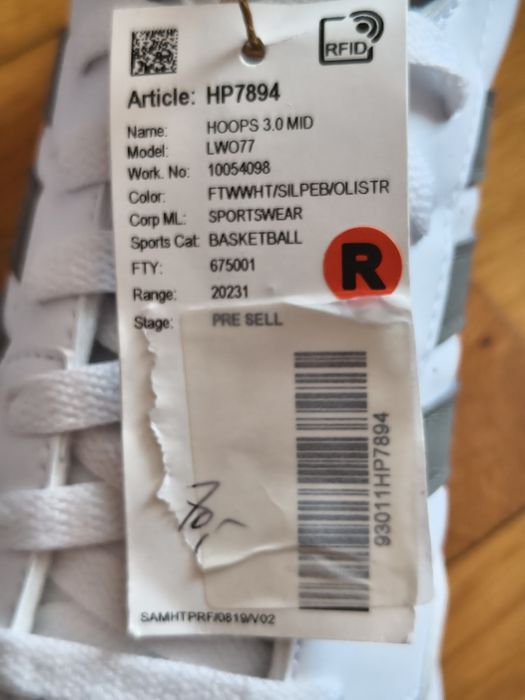 RFID
Article: HP7894
Name: HOOPS 3.0 MID
Model: LWO77
Work. No: 10054098
Color: FTWWHT/SILPEB/OLISTR
Corp ML: SPORTSWEAR
Sports Cat: BASKETBALL
FTY: 675001
R
Range: 20231
Stage: PRE SELL
93011HP7894
SAMHTPRF/0819/V02